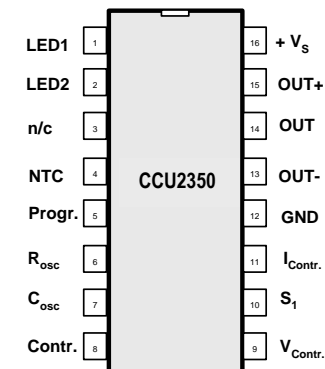 LED1 1 16 + VS
LED2 2 15 OUT+
n/c 3 14 OUT
NTC 4 13 OUT-
CCU2350
Progr. 5 12 GND
Rosc 6 11 IContr.
Cosc 7 10 S1
Contr. 8 9 VContr.